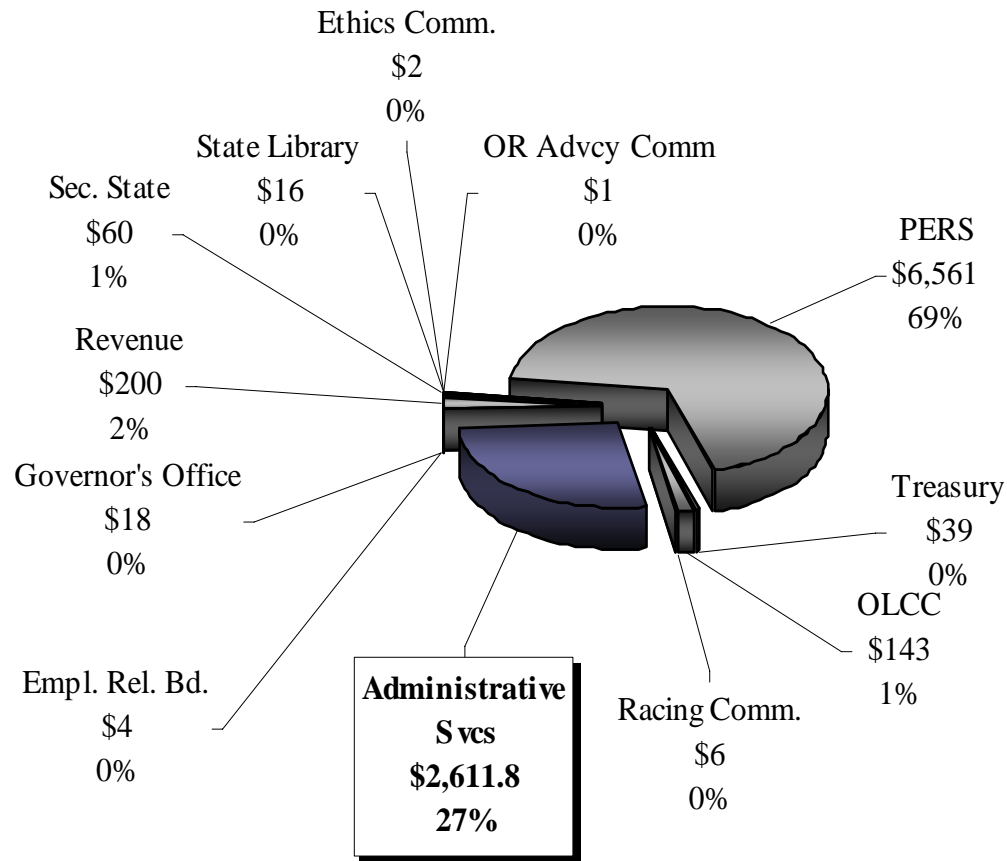 Ethics Comm.
$2
0%
State Library
$16
0%
OR Advcy Comm
$1
0%
Sec. State
$60
1%
PERS
$6,561
69%
Revenue
$200
2%
Governor's Office
$18
0%
Treasury
$39
0%
OLCC
$143
1%
Empl. Rel. Bd.
$4
0%
Administrative
Svcs
$2,611.8
27%
Racing Comm.
$6
0%